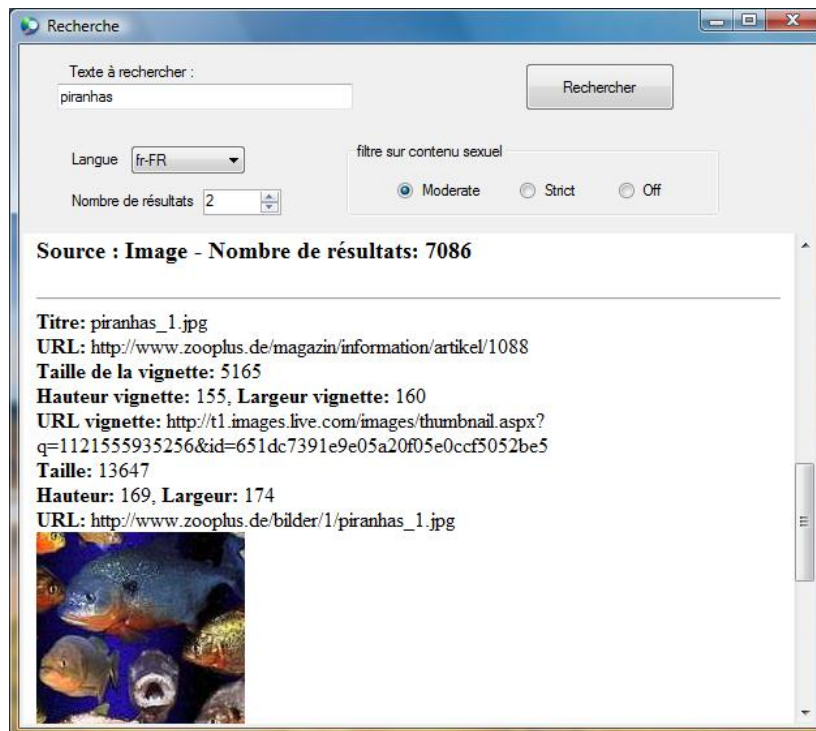 Recherche
Texte à rechercher :
piranhas
Rechercher
Langue fr-FR
filtre sur contenu sexuel
Moderate Strict Off
Nombre de résultats 2
Source : Image - Nombre de résultats: 7086
Titre: piranhas_1.jpg
URL: http://www.zooplus.de/magazin/information/artikel/1088
Taille de la vignette: 5165
Hauteur vignette: 155, Largeur vignette: 160
URL vignette: http://t1.images.live.com/images/thumbnail.aspx?
q=1121555935256&id=651dc7391e9e05a20f05e0ccf5052be5
Taille: 13647
Hauteur: 169, Largeur: 174
URL: http://www.zooplus.de/bilder/1/piranhas_1.jpg